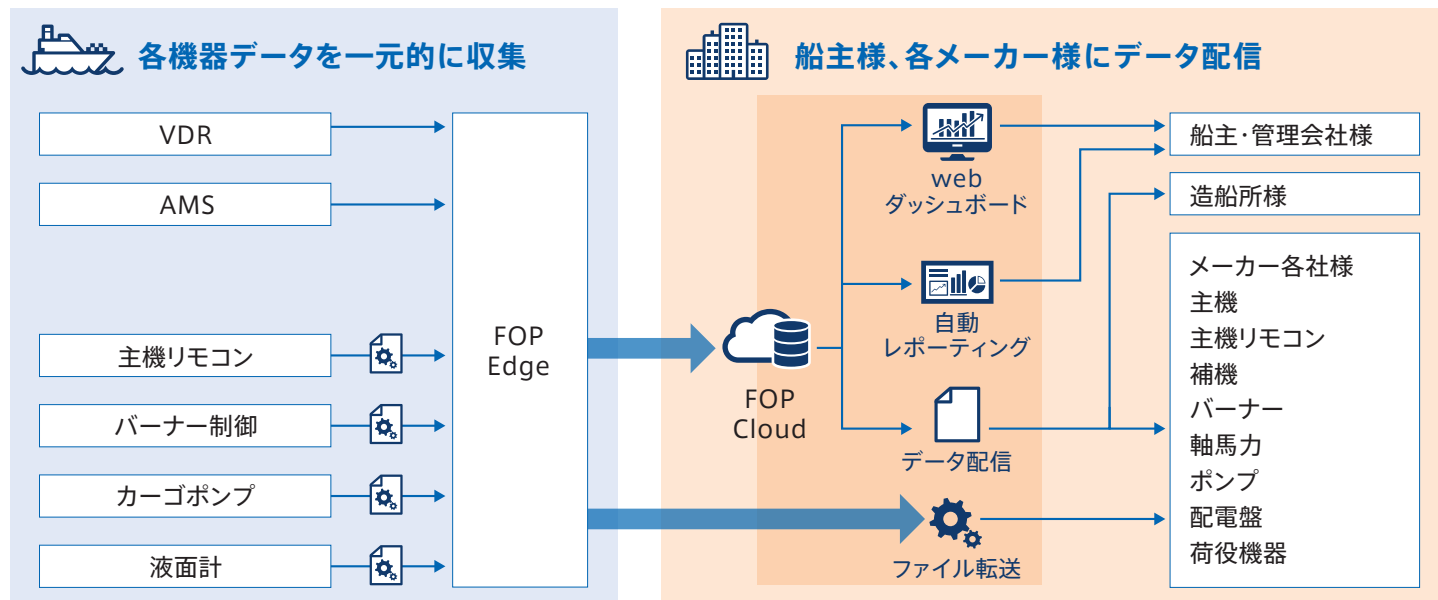 各機器データを一元的に収集
VDR
AMS
主機リモコン
バーナー制御
カーゴポンプ
液面計
FOP
Edge
船主様、各メーカー様にデータ配信
FOP
Cloud
web
ダッシュボード
自動
レポーティング
データ配信
ファイル転送
船主・管理会社様
造船所様
メーカー各社様
主機
主機リモコン
補機
バーナー
軸馬力
ポンプ
配電盤
荷役機器